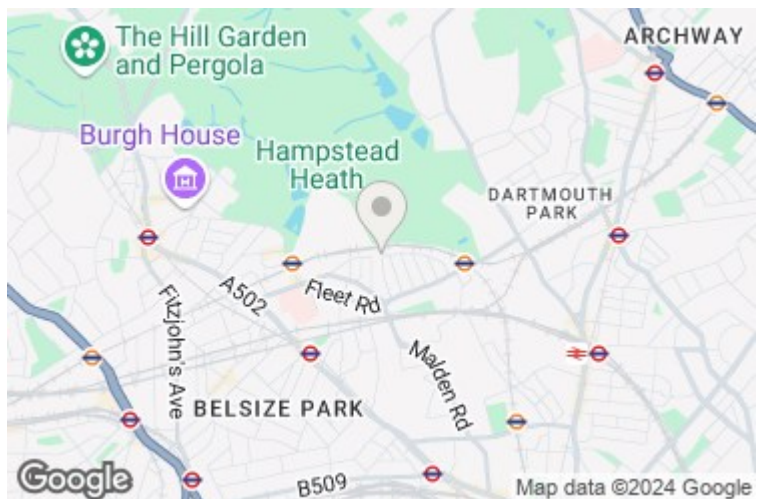 The Hill Garden
and Pergola
ARCHWAY
Burgh House
Hampstead
Heath
DARTMOUTH
PARK
A502
Fleet Rd
Fitzjohn's Ave
Malden Rd
BELSIZE PARK
B509
Google
Map data ©2024 Google